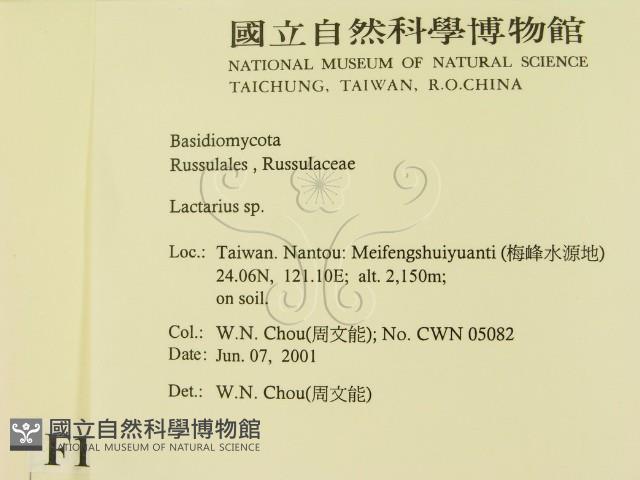 國立自然科學博物館
NATIONAL MUSEUM OF NATURAL SCIENCE
TAICHUNG, TAIWAN, R.O.CHINA
Basidiomycota
Russulales , Russulaceae
Lactarius sp.
Loc.: Taiwan. Nantou: Meifengshuiyuanti (梅峰水源地)
24.06N, 121.10E; alt. 2,150m;
on soil.
Col.: W.N. Chou(周文能); No. CWN 05082
Date: Jun. 07, 2001
Det.: W.N. Chou(周文能)
國立自然科學博物館
NATIONAL MUSEUM OF NATURAL SCIENCE
FI